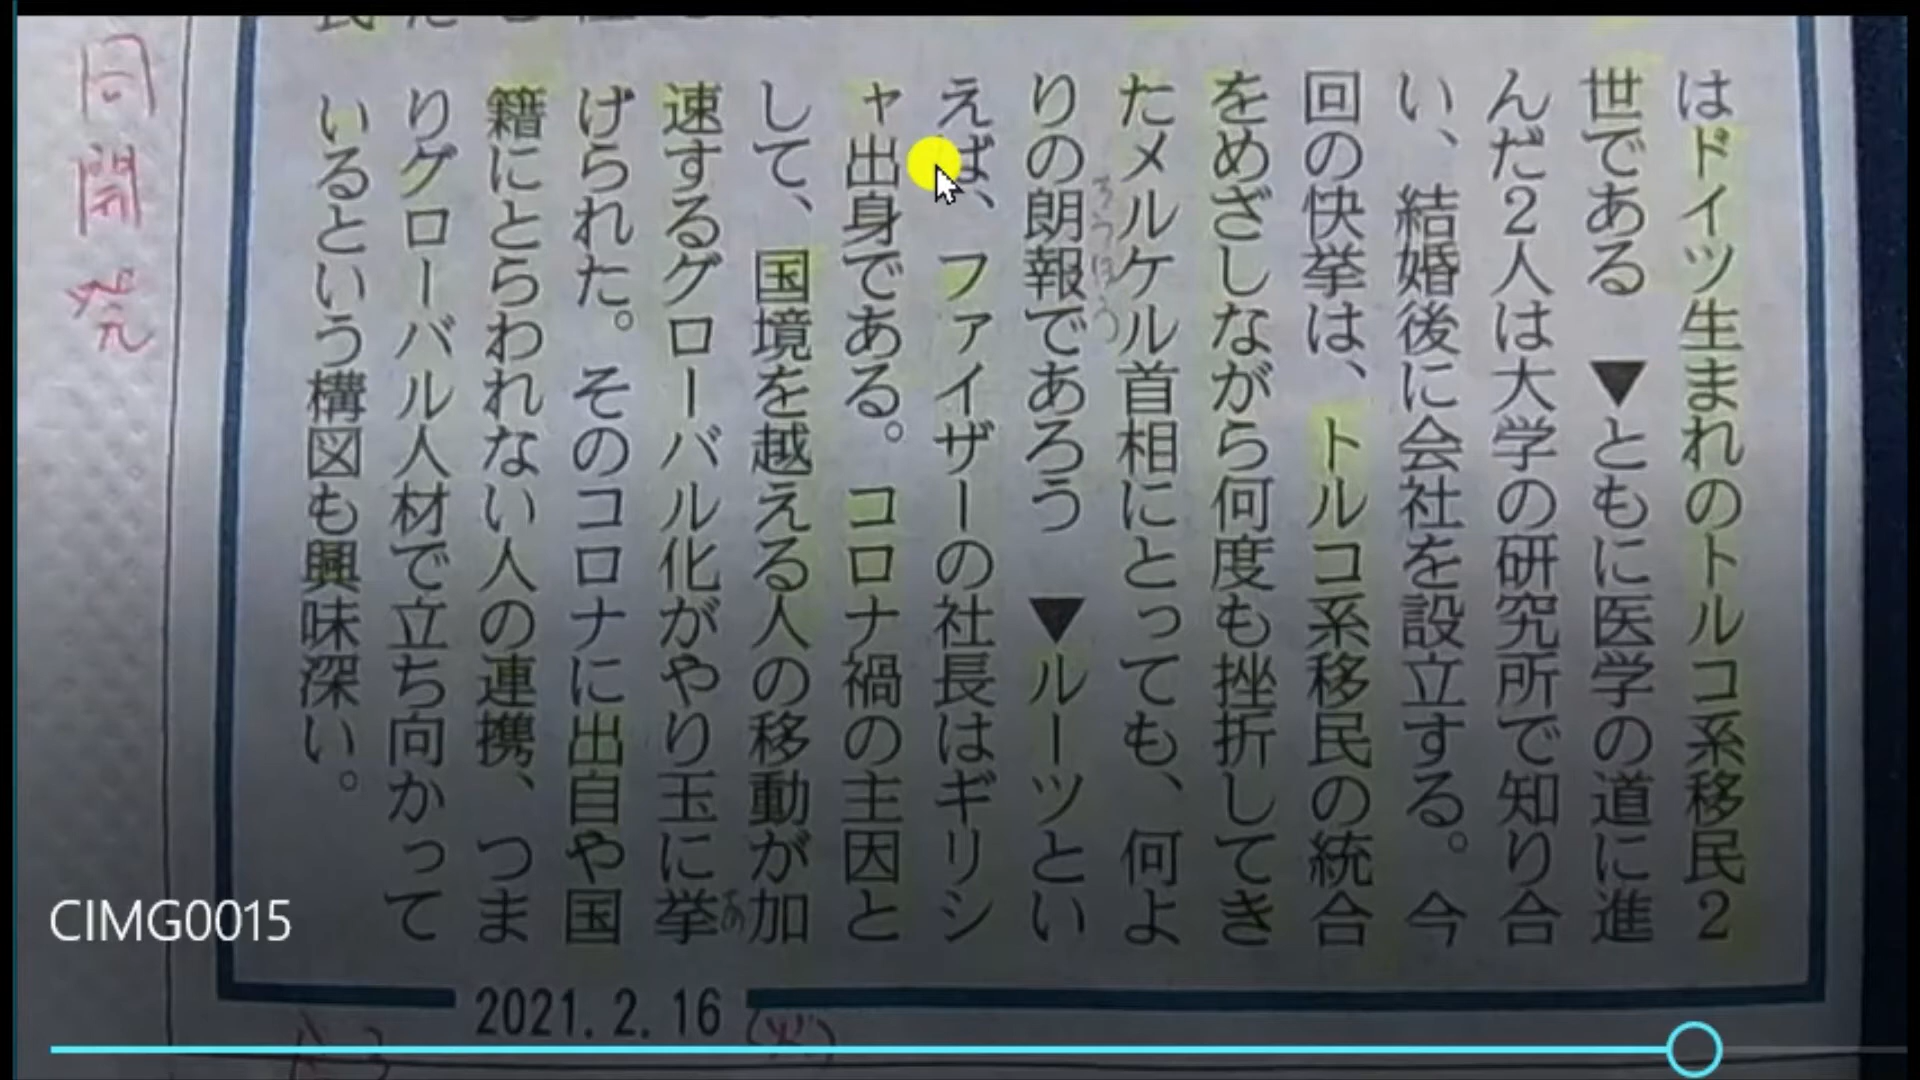 はドイツ生まれのトルコ系移民2
世である ▼ともに医学の道に進
んだ2人は大学の研究所で知り合
い、結婚後に会社を設立する。今
回の快挙は、トルコ系移民の統合
をめざしながら何度も挫折してき
たメルケル首相にとっても、何よ
りの朗報であろう ▼ルーツとい
ろうほう
えば、ファイザーの社長はギリシ
ャ出身である。コロナ禍の主因と
して、国境を越える人の移動が加
速するグローバル化がやり玉に挙
あ
げられた。そのコロナに出自や国
籍にとらわれない人の連携、つま
りグローバル人材で立ち向かって
いるという構図も興味深い。
開発
2021.2.16
CIMG0015